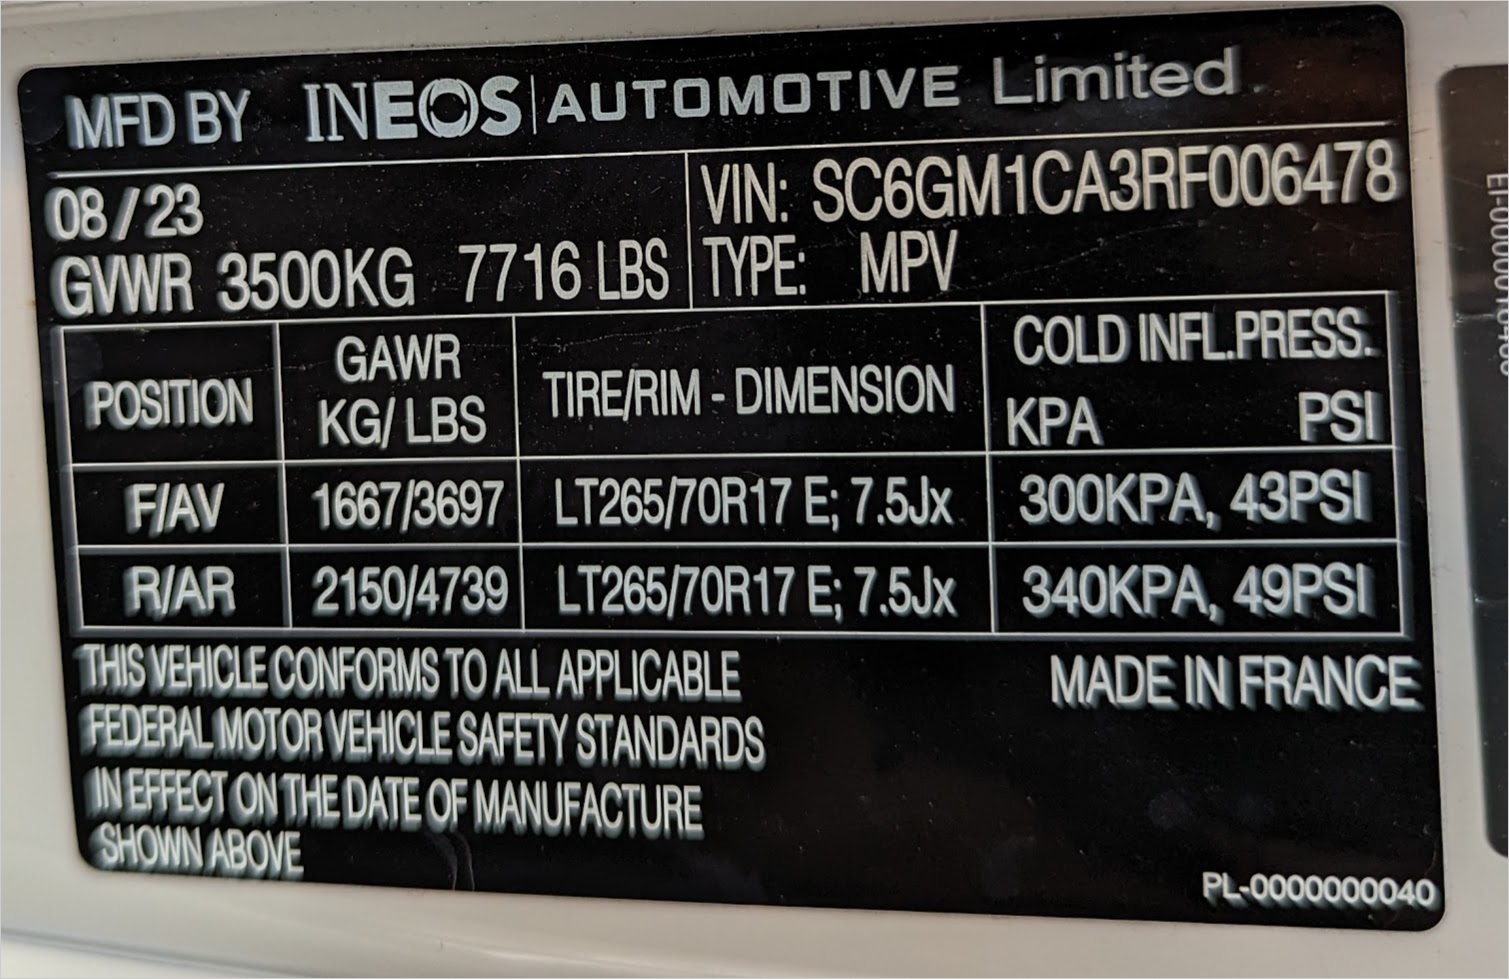 MFD BY INEOS | AUTOMOTIVE Limited
08 / 23
GVWR 3500KG 7716 LBS
VIN: SC6GM1CA3RF006478
TYPE: MPV
POSITION GAWR KG/ LBS TIRE/RIM - DIMENSION COLD INFL.PRESS. KPA PSI
F/AV 1667/3697 LT265/70R17 E; 7.5Jx 300KPA, 43PSI
R/AR 2150/4739 LT265/70R17 E; 7.5Jx 340KPA, 49PSI
THIS VEHICLE CONFORMS TO ALL APPLICABLE
FEDERAL MOTOR VEHICLE SAFETY STANDARDS
IN EFFECT ON THE DATE OF MANUFACTURE
SHOWN ABOVE
MADE IN FRANCE
PL-0000000040